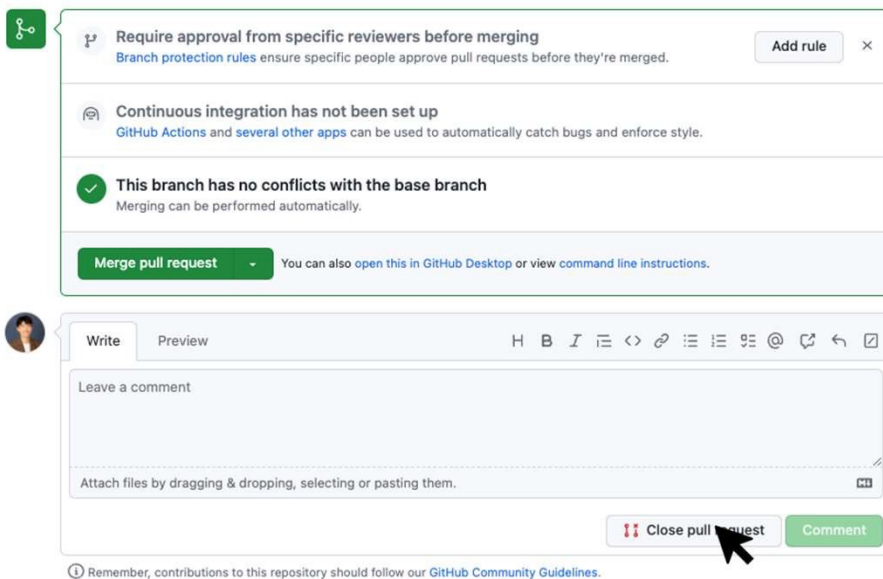 Require approval from specific reviewers before merging
Branch protection rules ensure specific people approve pull requests before they're merged.
Add rule
Continuous integration has not been set up
GitHub Actions and several other apps can be used to automatically catch bugs and enforce style.
This branch has no conflicts with the base branch
Merging can be performed automatically.
Merge pull request
You can also open this in GitHub Desktop or view command line instructions.
Write
Preview
Leave a comment
Attach files by dragging & dropping, selecting or pasting them.
Close pull request
Comment
Remember, contributions to this repository should follow our GitHub Community Guidelines.